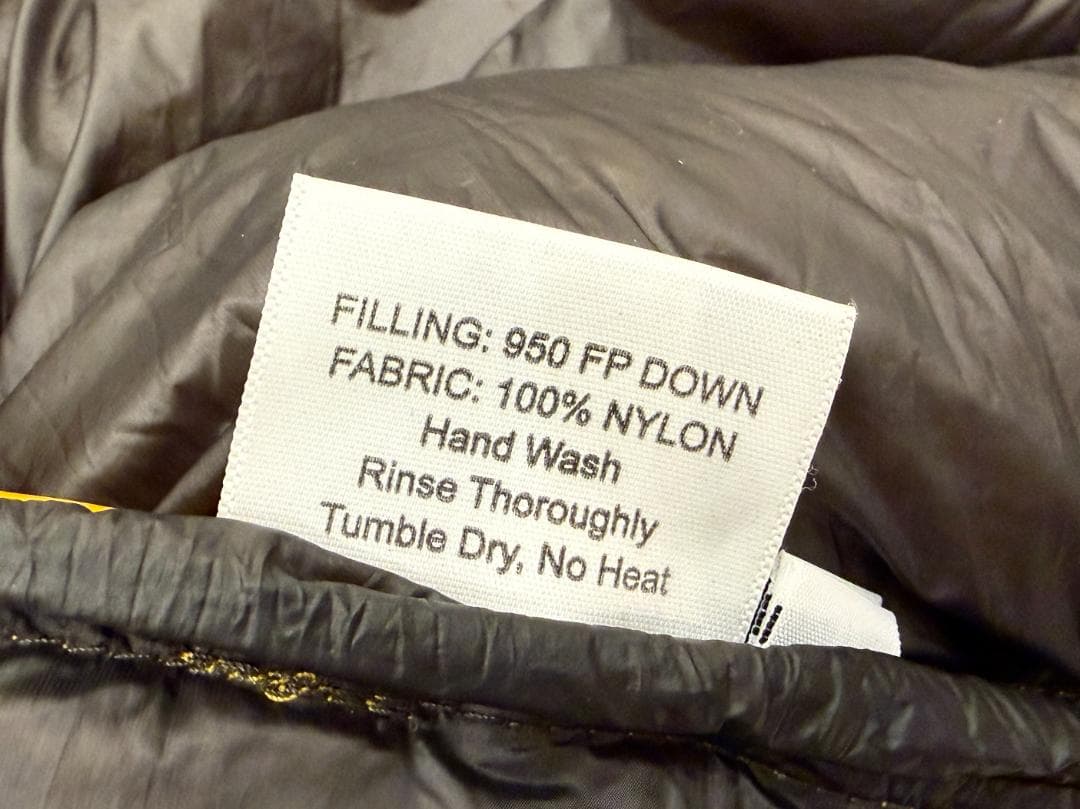 FILLING: 950 FP DOWN
FABRIC: 100% NYLON
Hand Wash
Rinse Thoroughly
Tumble Dry, No Heat